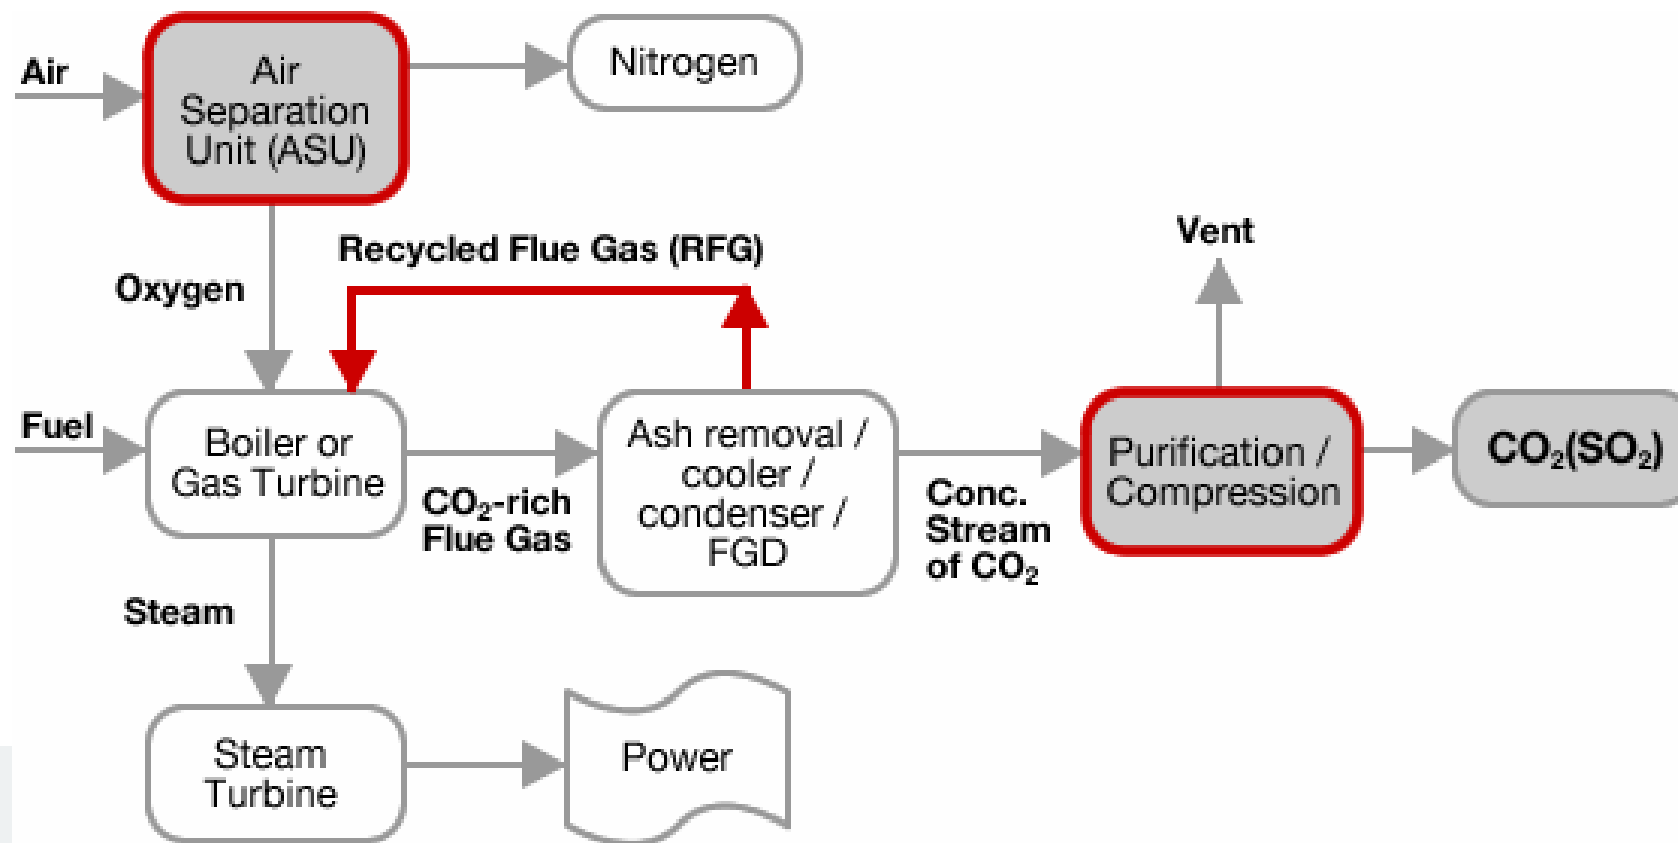 Air
Air
Separation
Unit (ASU)
Nitrogen
Oxygen
Recycled Flue Gas (RFG)
Vent
Fuel
Boiler or
Gas Turbine
CO₂-rich
Flue Gas
Ash removal /
cooler /
condenser /
FGD
Conc.
Stream
of CO₂
Purification /
Compression
CO₂(SO₂)
Steam
Steam
Turbine
Power